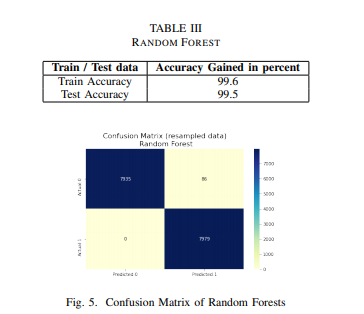 TABLE III
RANDOM FOREST
Train / Test data Accuracy Gained in percent
Train Accuracy 99.6
Test Accuracy 99.5
Confusion Matrix (resampled data)
Random Forest
Actual 0
7935 86
Actual 1
0 7979
Predicted 0 Predicted 1
7000
6000
5000
4000
3000
2000
1000
0
Fig. 5. Confusion Matrix of Random Forests